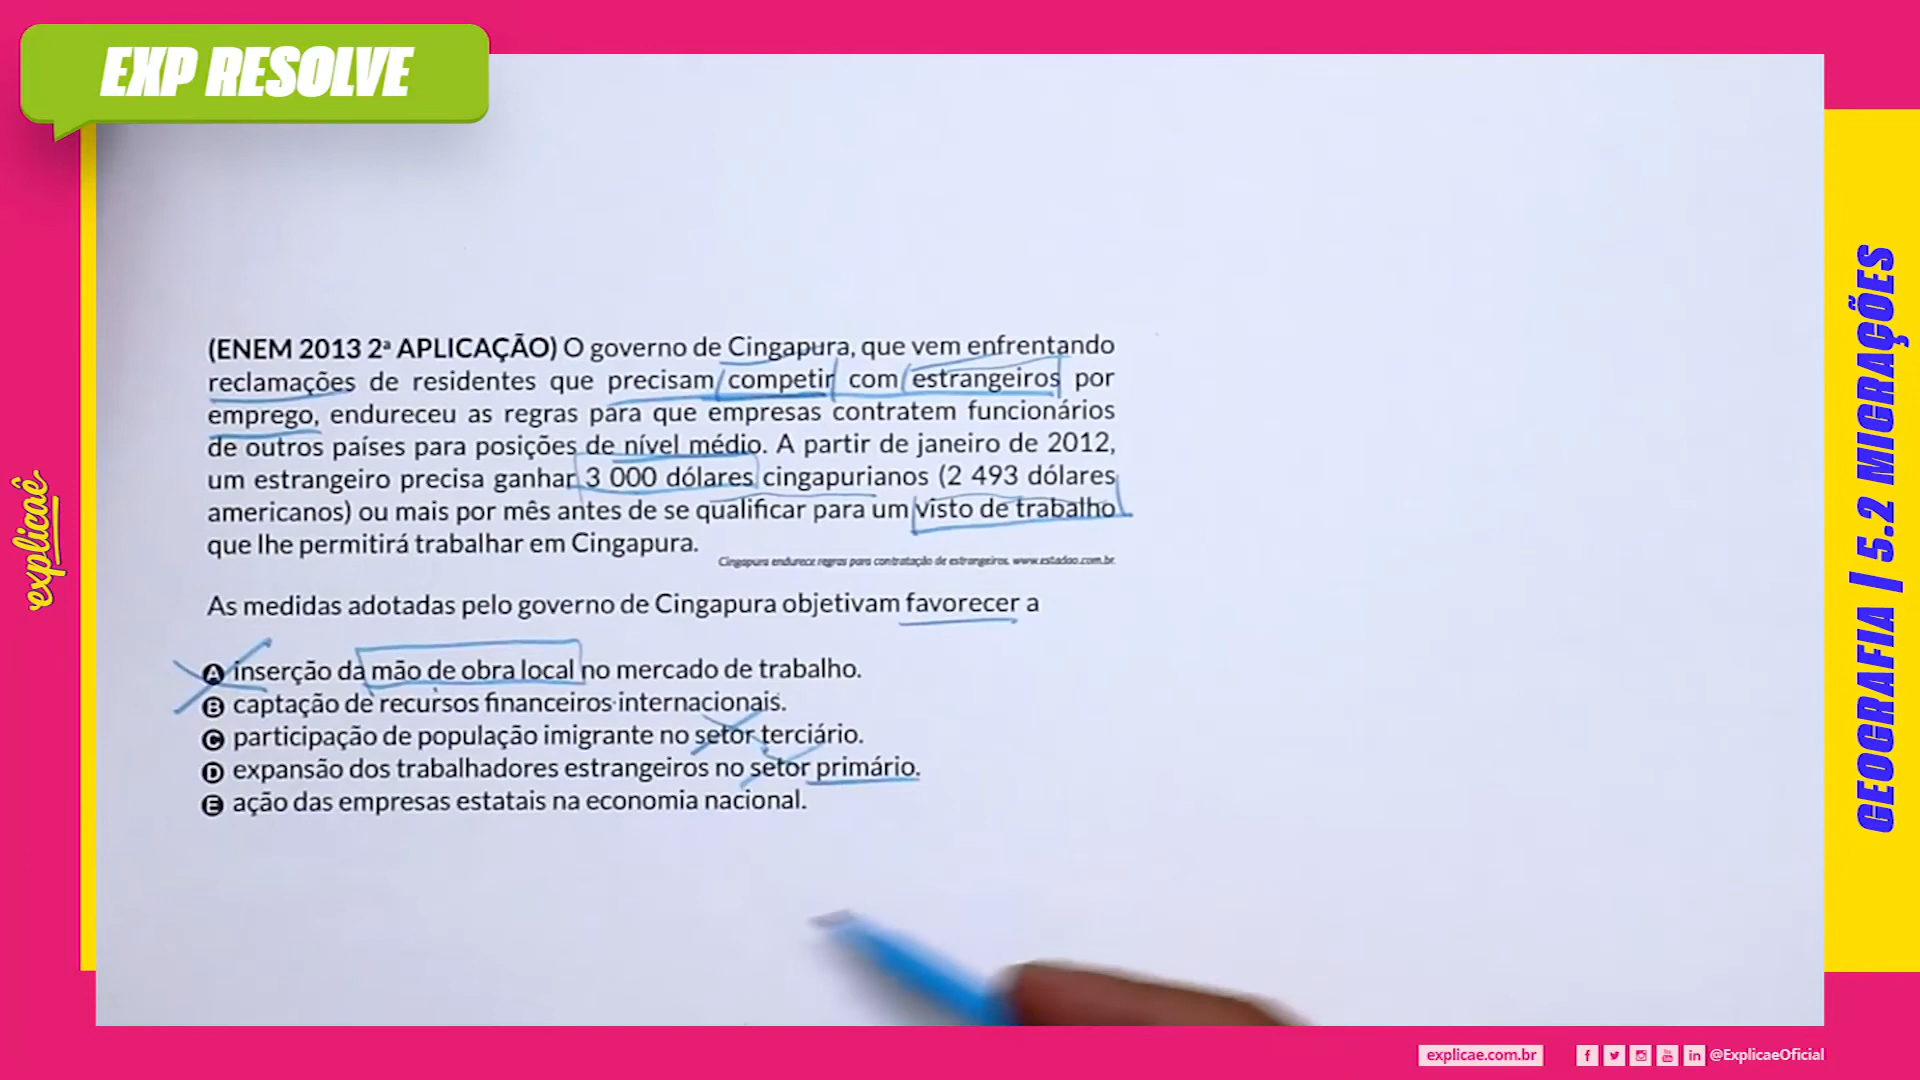 EXP RESOLVE
(ENEM 2013 2ª APLICAÇÃO) O governo de Cingapura, que vem enfrentando
reclamações de residentes que precisam competir com estrangeiros por
emprego, endureceu as regras para que empresas contratem funcionários
de outros países para posições de nível médio. A partir de janeiro de 2012,
um estrangeiro precisa ganhar 3 000 dólares cingapurianos (2 493 dólares
americanos) ou mais por mês antes de se qualificar para um visto de trabalho
que lhe permitirá trabalhar em Cingapura.
Cingapura endurece regras para contratação de estrangeiros. www.estadao.com.br.
As medidas adotadas pelo governo de Cingapura objetivam favorecer a
A inserção da mão de obra local no mercado de trabalho.
B captação de recursos financeiros internacionais.
C participação de população imigrante no setor terciário.
D expansão dos trabalhadores estrangeiros no setor primário.
E ação das empresas estatais na economia nacional.
explicaê
GEOGRAFIA | 5.2 MIGRAÇÕES
explicae.com.br
@ExplicaeOficial